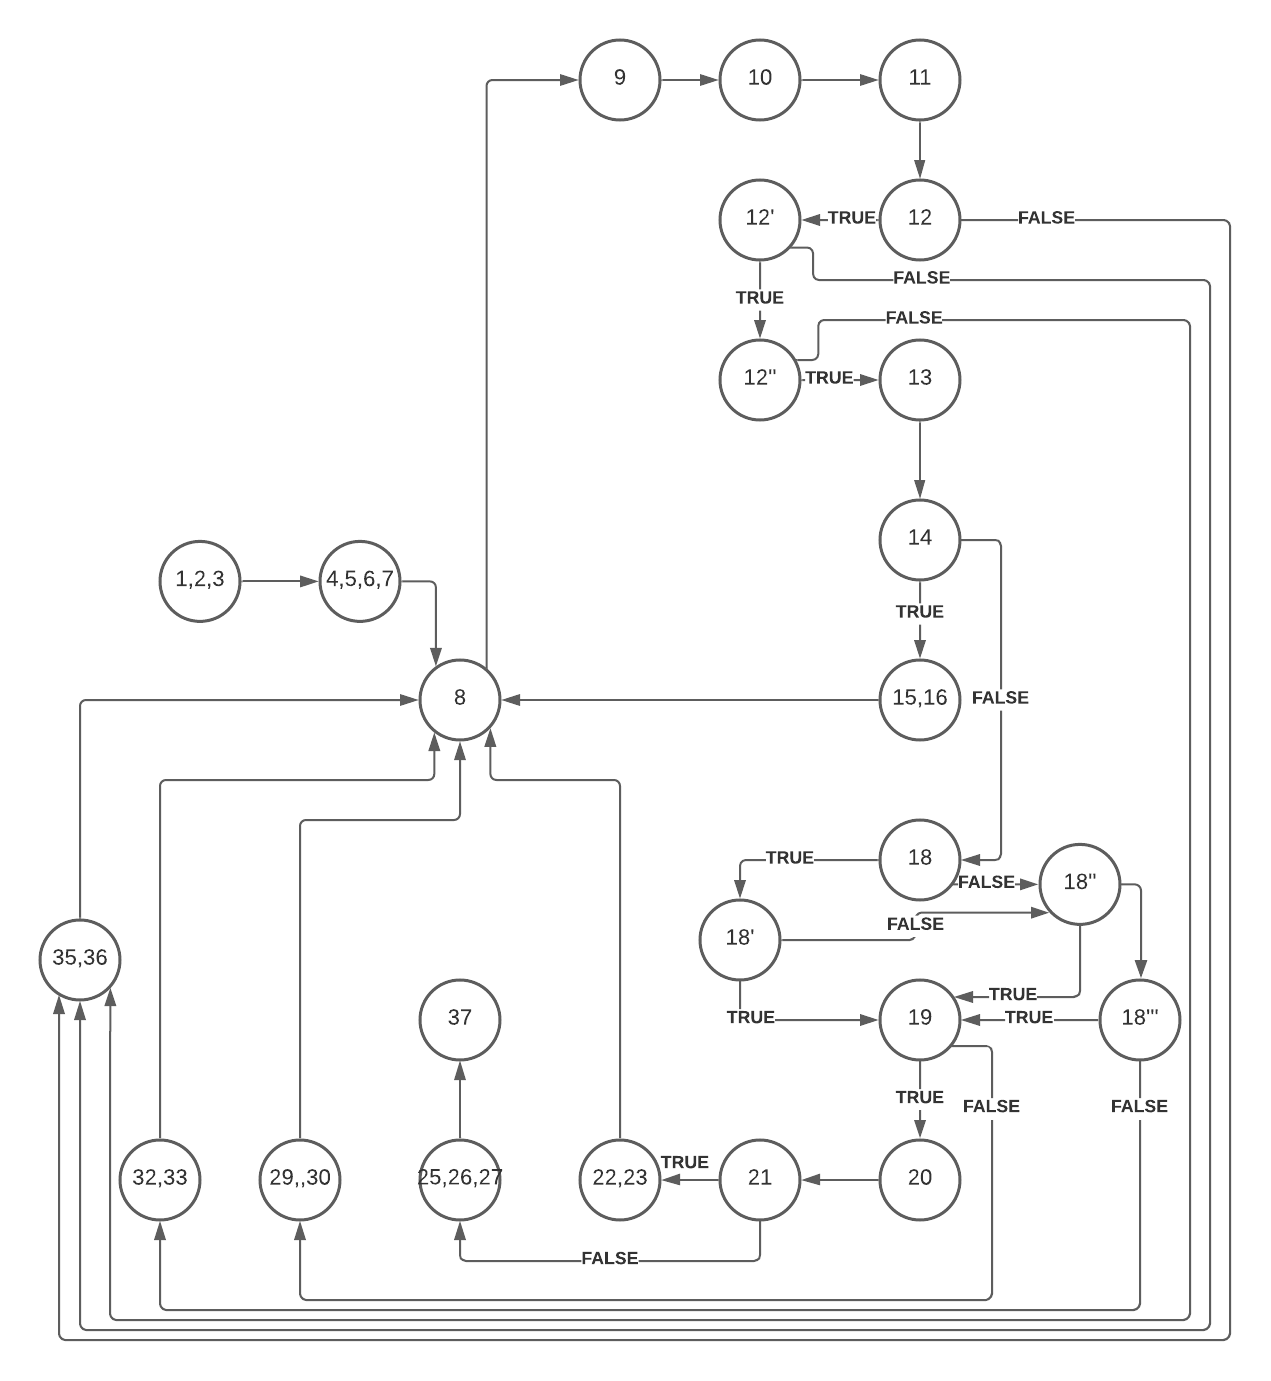 9
10
11
12'
TRUE
12
FALSE
FALSE
TRUE
FALSE
12"
TRUE
13
14
1,2,3
4,5,6,7
TRUE
8
15,16
FALSE
18
TRUE
FALSE
18"
FALSE
18'
35,36
TRUE
37
TRUE
19
TRUE
18'"
TRUE
FALSE
FALSE
TRUE
32,33
29,,30
25,26,27
22,23
21
20
FALSE